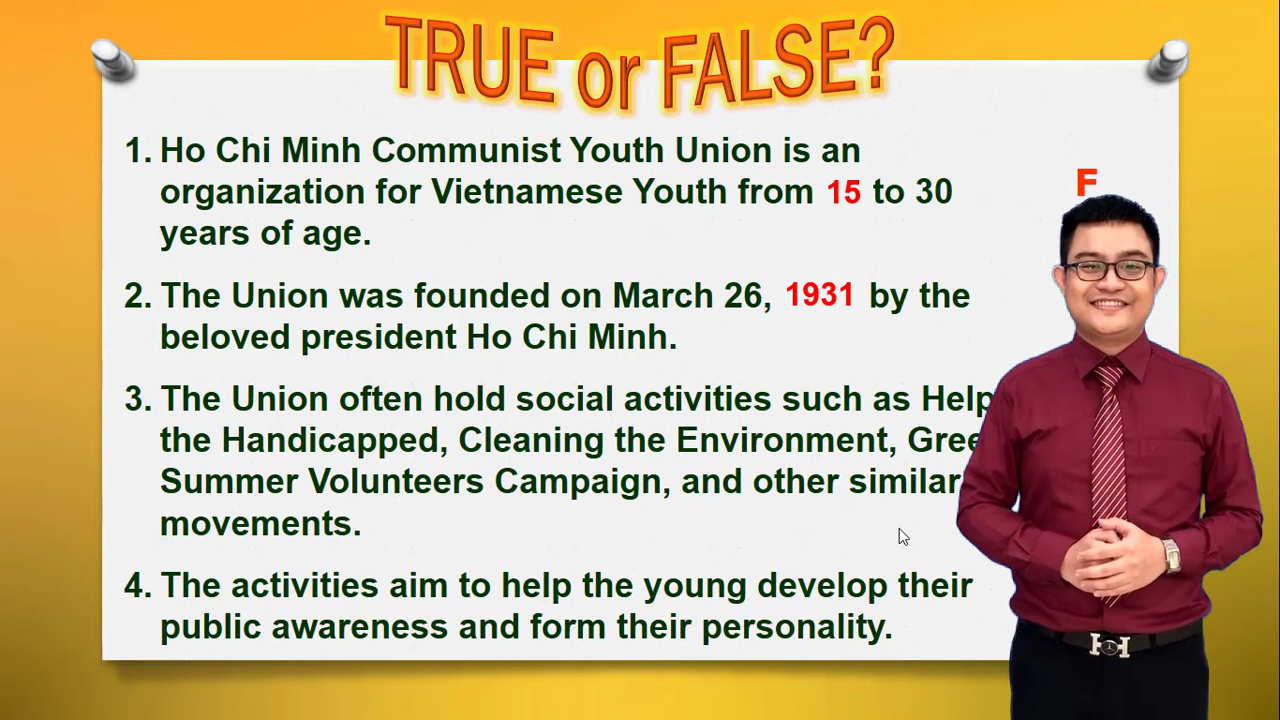 TRUE or FALSE?
1. Ho Chi Minh Communist Youth Union is an
organization for Vietnamese Youth from 15 to 30
years of age.
F
2. The Union was founded on March 26, 1931 by the
beloved president Ho Chi Minh.
3. The Union often hold social activities such as Help
the Handicapped, Cleaning the Environment, Gree
Summer Volunteers Campaign, and other similar
movements.
4. The activities aim to help the young develop their
public awareness and form their personality.